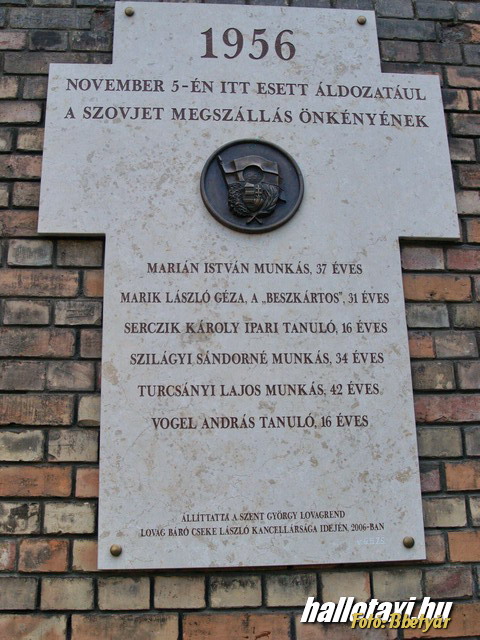 1956
NOVEMBER 5-ÉN ITT ESETT ÁLDOZATÁUL
A SZOVJET MEGSZÁLLÁS ÖNKÉNYÉNEK
MARIÁN ISTVÁN MUNKÁS, 37 ÉVES
MARIK LÁSZLÓ GÉZA, A „BESZKÁRTOS", 31 ÉVES
SERCZIK KÁROLY IPARI TANULÓ, 16 ÉVES
SZILÁGYI SÁNDORNÉ MUNKÁS, 34 ÉVES
TURCSÁNYI LAJOS MUNKÁS, 42 ÉVES
VOGEL ANDRÁS TANULÓ, 16 ÉVES
ÁLLÍTTATTA A SZENT GYÖRGY LOVAGREND
LOVAG BÁRÓ CSEKE LÁSZLÓ KANCELLÁRSÁGA IDEJÉN, 2006-BAN
hallotaxi.hu
Foto: Bbetyár